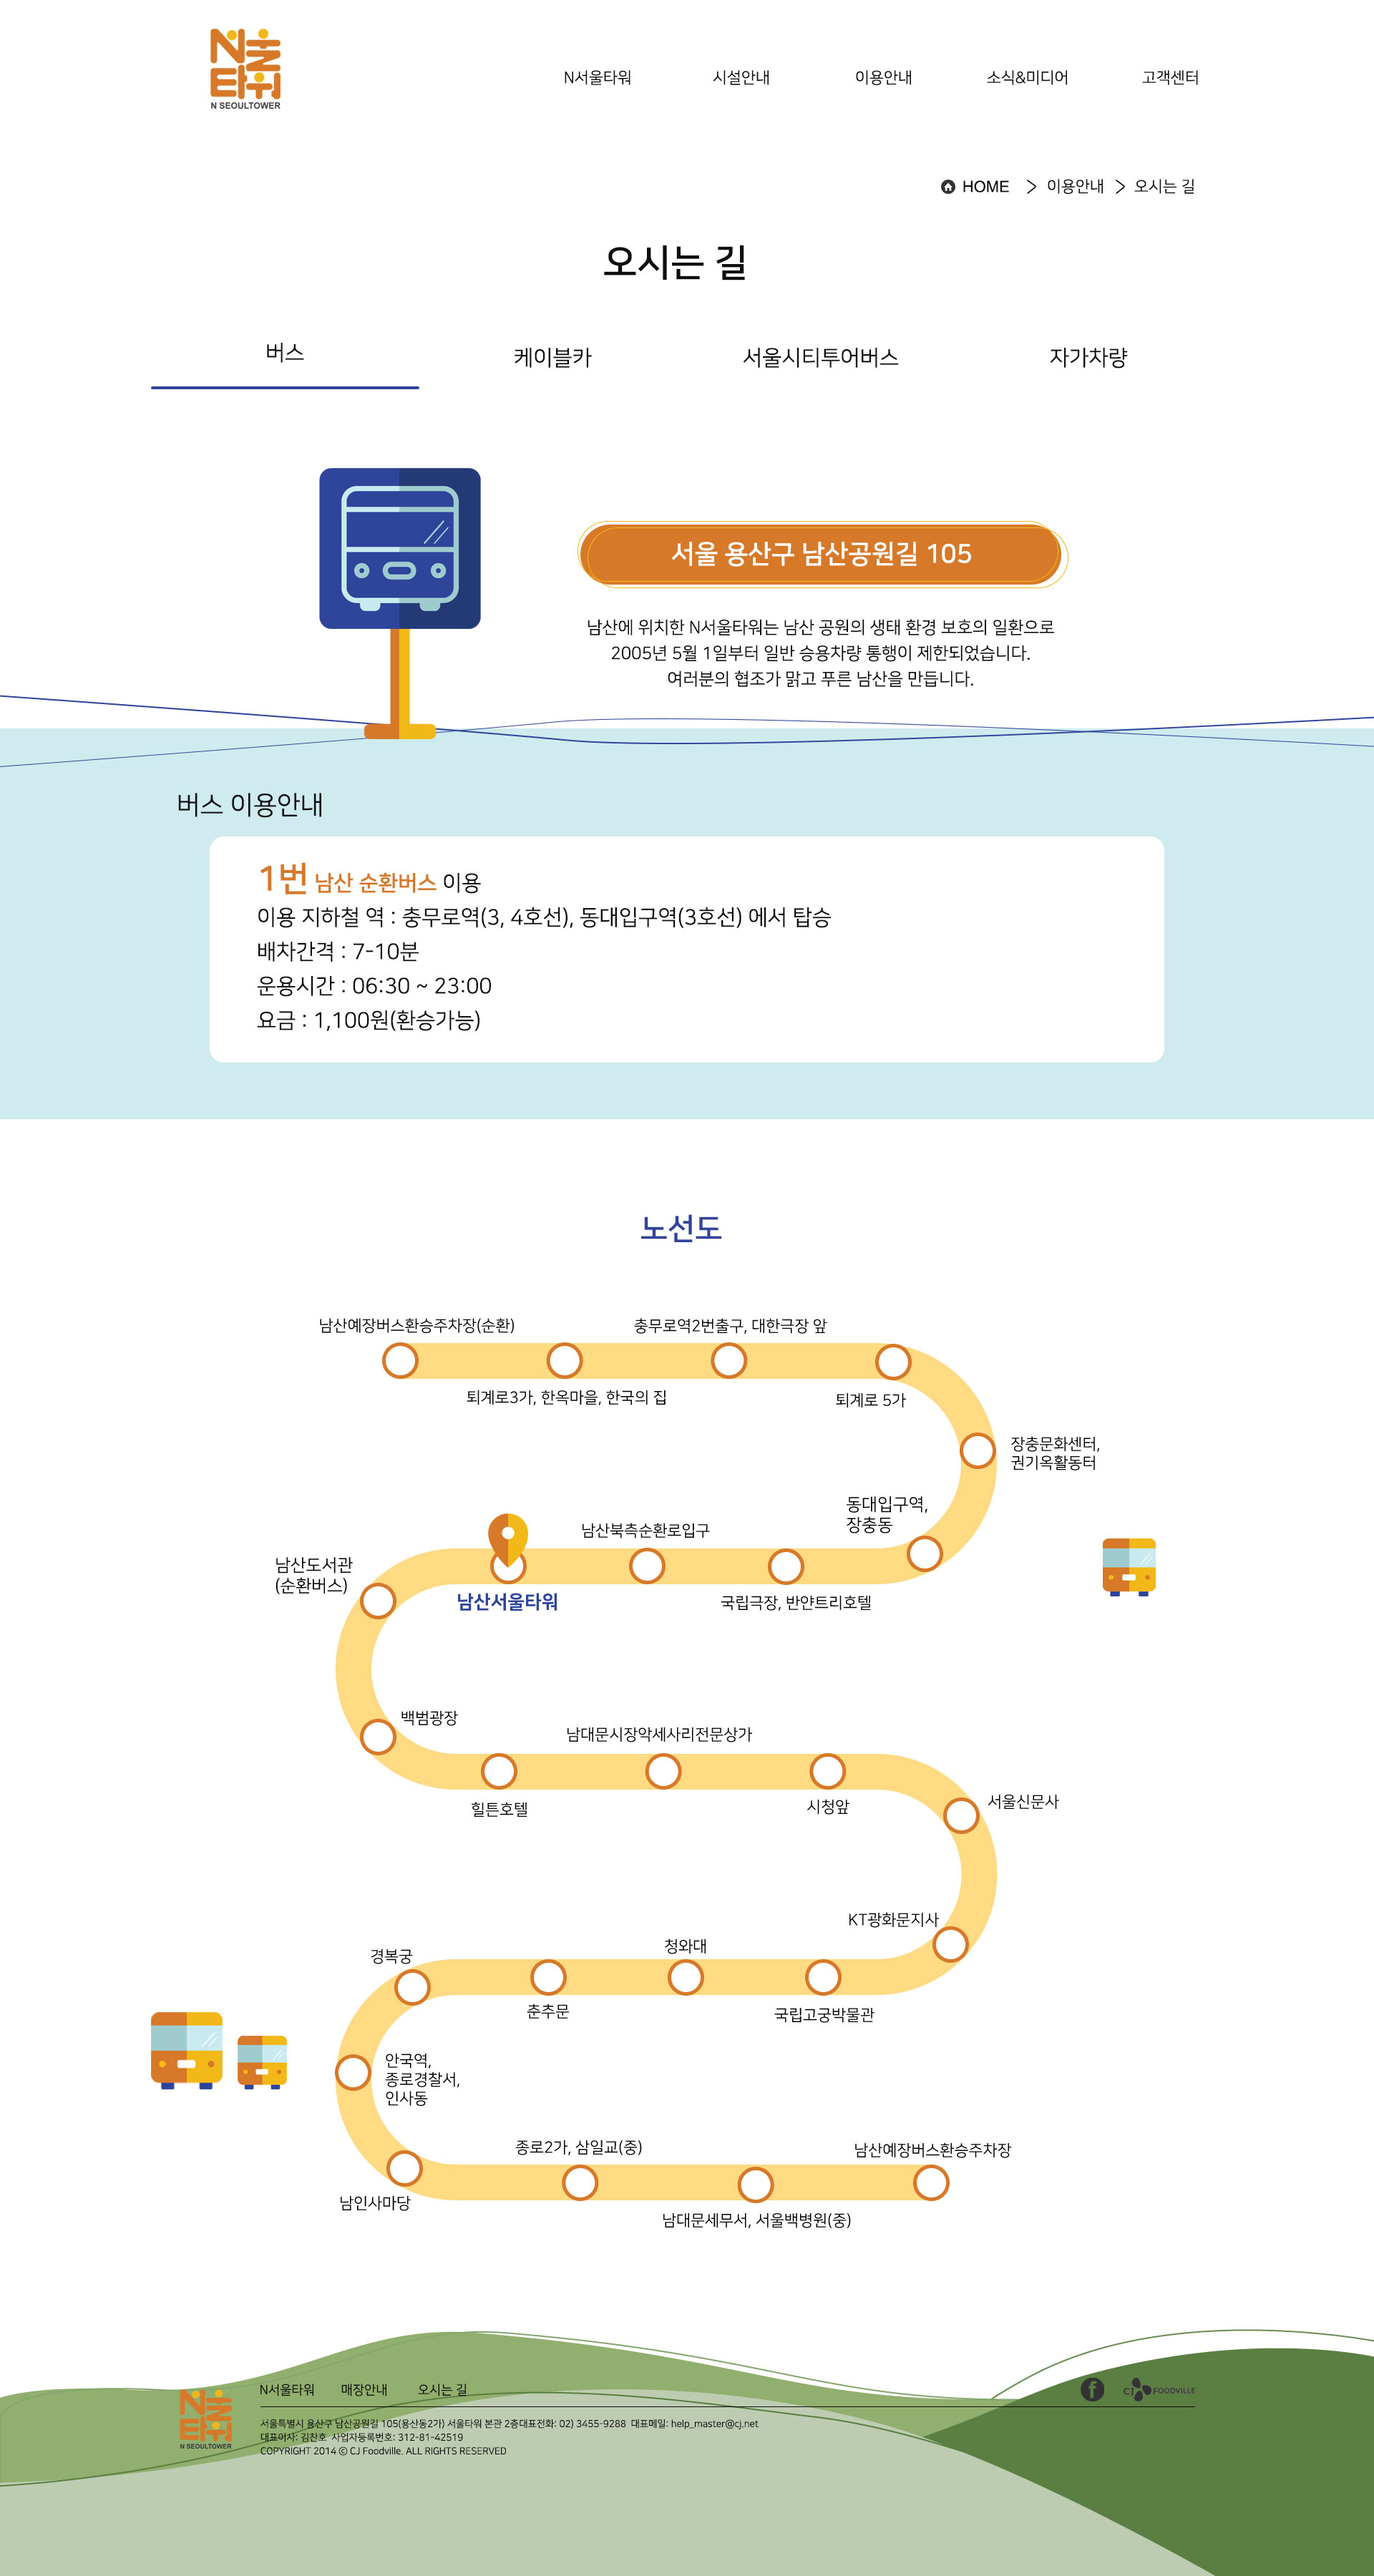 N서울타워
N SEOULTOWER
N서울타워 시설안내 이용안내 소식&미디어 고객센터
HOME > 이용안내 > 오시는 길
오시는 길
버스 케이블카 서울시티투어버스 자가차량
서울 용산구 남산공원길 105
남산에 위치한 N서울타워는 남산 공원의 생태 환경 보호의 일환으로
2005년 5월 1일부터 일반 승용차량 통행이 제한되었습니다.
여러분의 협조가 맑고 푸른 남산을 만듭니다.
버스 이용안내
1번 남산 순환버스 이용
이용 지하철 역 : 충무로역(3, 4호선), 동대입구역(3호선) 에서 탑승
배차간격 : 7-10분
운용시간 : 06:30 ~ 23:00
요금 : 1,100원(환승가능)
노선도
남산예장버스환승주차장(순환)
충무로역2번출구, 대한극장 앞
퇴계로3가, 한옥마을, 한국의 집
퇴계로 5가
장충문화센터,
권기옥활동터
동대입구역,
장충동
남산북측순환로입구
국립극장, 반얀트리호텔
남산서울타워
남산도서관
(순환버스)
백범광장
남대문시장악세사리전문상가
힐튼호텔
시청앞
서울신문사
KT광화문지사
청와대
경복궁
춘추문
국립고궁박물관
안국역,
종로경찰서,
인사동
종로2가, 삼일교(중)
남산예장버스환승주차장
남인사마당
남대문세무서, 서울백병원(중)
N서울타워 매장안내 오시는 길
f
CJ FOODVILLE
N SEOULTOWER
서울특별시 용산구 남산공원길 105(용산동2가) 서울타워 본관 2층대표전화: 02) 3455-9288 대표메일: help_master@cj.net
대표이사: 김찬호 사업자등록번호: 312-81-42519
COPYRIGHT 2014 ⓒ CJ Foodville. ALL RIGHTS RESERVED